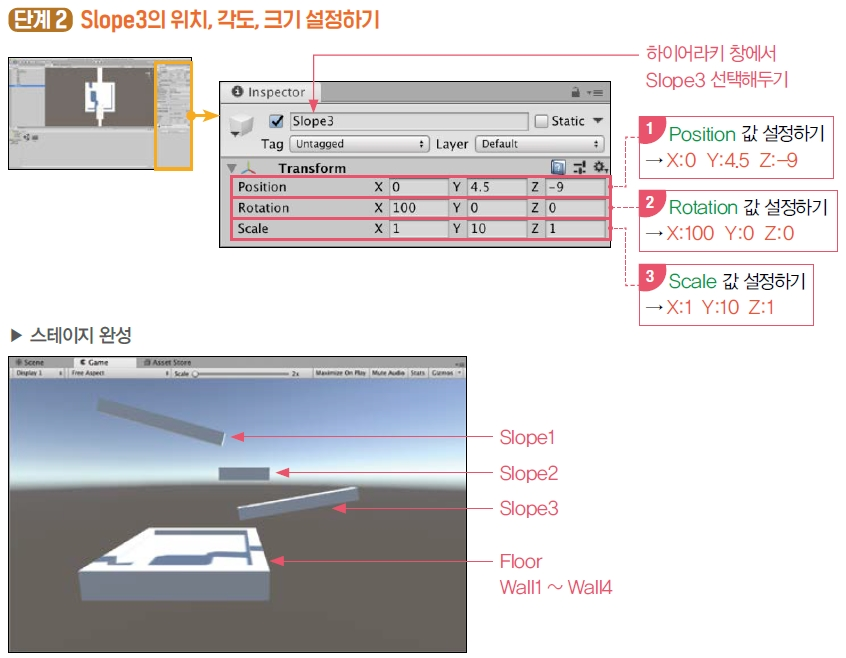 단계 2 Slope3의 위치, 각도, 크기 설정하기
하이어라키 창에서
Slope3 선택해두기
Inspector
Slope3
Static
Tag Untagged Layer Default
Transform
Position X 0 Y 4.5 Z -9
Rotation X 100 Y 0 Z 0
Scale X 1 Y 10 Z 1
1 Position 값 설정하기
→ X:0 Y:4.5 Z:-9
2 Rotation 값 설정하기
→ X:100 Y:0 Z:0
3 Scale 값 설정하기
→ X:1 Y:10 Z:1
▶ 스테이지 완성
Scene Game Asset Store
Display 1 Free Aspect Scale 2x Maximize On Play Mute Audio Stats Gizmos
Slope1
Slope2
Slope3
Floor
Wall1 ~ Wall4